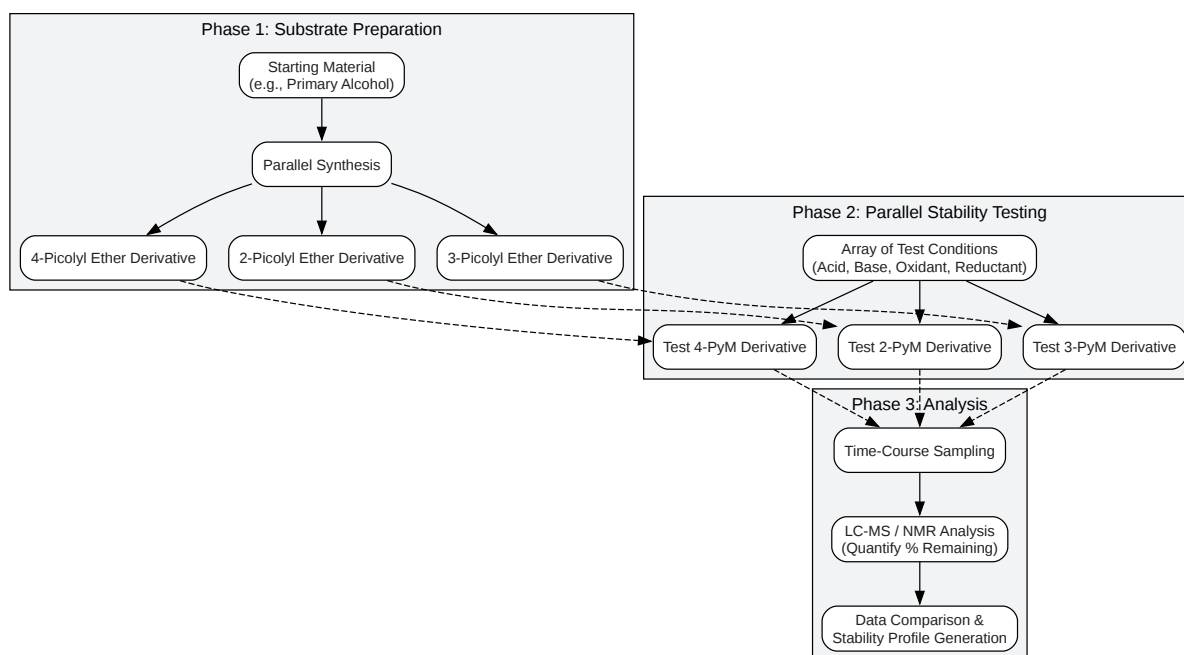 Phase 1: Substrate Preparation
Starting Material
(e.g., Primary Alcohol)
Parallel Synthesis
4-Picolyl Ether Derivative
2-Picolyl Ether Derivative
3-Picolyl Ether Derivative
Phase 2: Parallel Stability Testing
Array of Test Conditions
(Acid, Base, Oxidant, Reductant)
Test 4-PyM Derivative
Test 2-PyM Derivative
Test 3-PyM Derivative
Phase 3: Analysis
Time-Course Sampling
LC-MS / NMR Analysis
(Quantify % Remaining)
Data Comparison &
Stability Profile Generation